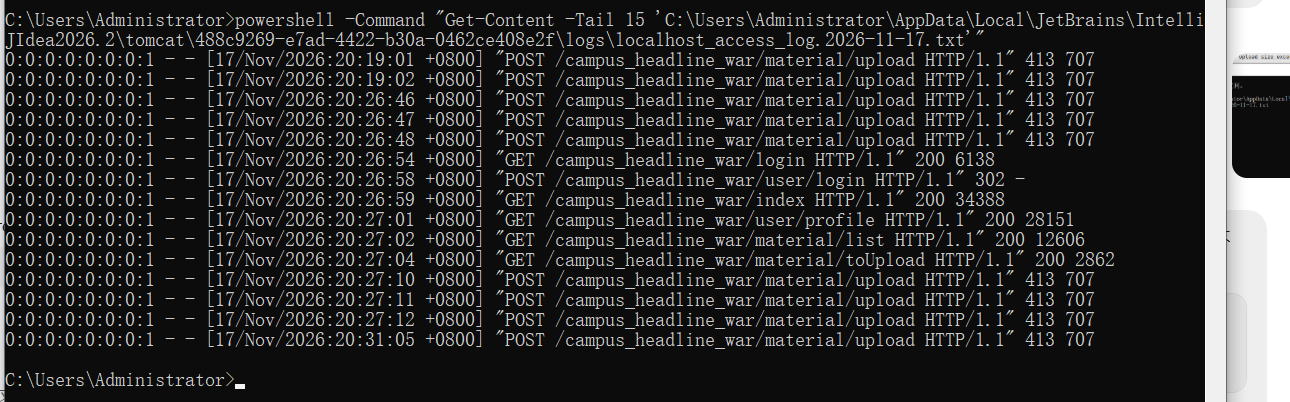 C:\Users\Administrator>powershell -Command "Get-Content -Tail 15 'C:\Users\Administrator\AppData\Local\JetBrains\Intelli
JIdea2026.2\tomcat\488c9269-e7ad-4422-b30a-0462ce408e2f\logs\localhost_access_log.2026-11-17.txt'"
0:0:0:0:0:0:0:1 - - [17/Nov/2026:20:19:01 +0800] "POST /campus_headline_war/material/upload HTTP/1.1" 413 707
0:0:0:0:0:0:0:1 - - [17/Nov/2026:20:19:02 +0800] "POST /campus_headline_war/material/upload HTTP/1.1" 413 707
0:0:0:0:0:0:0:1 - - [17/Nov/2026:20:26:46 +0800] "POST /campus_headline_war/material/upload HTTP/1.1" 413 707
0:0:0:0:0:0:0:1 - - [17/Nov/2026:20:26:47 +0800] "POST /campus_headline_war/material/upload HTTP/1.1" 413 707
0:0:0:0:0:0:0:1 - - [17/Nov/2026:20:26:48 +0800] "POST /campus_headline_war/material/upload HTTP/1.1" 413 707
0:0:0:0:0:0:0:1 - - [17/Nov/2026:20:26:54 +0800] "GET /campus_headline_war/login HTTP/1.1" 200 6138
0:0:0:0:0:0:0:1 - - [17/Nov/2026:20:26:58 +0800] "POST /campus_headline_war/user/login HTTP/1.1" 302 -
0:0:0:0:0:0:0:1 - - [17/Nov/2026:20:26:59 +0800] "GET /campus_headline_war/index HTTP/1.1" 200 34388
0:0:0:0:0:0:0:1 - - [17/Nov/2026:20:27:01 +0800] "GET /campus_headline_war/user/profile HTTP/1.1" 200 28151
0:0:0:0:0:0:0:1 - - [17/Nov/2026:20:27:02 +0800] "GET /campus_headline_war/material/list HTTP/1.1" 200 12606
0:0:0:0:0:0:0:1 - - [17/Nov/2026:20:27:04 +0800] "GET /campus_headline_war/material/toUpload HTTP/1.1" 200 2862
0:0:0:0:0:0:0:1 - - [17/Nov/2026:20:27:10 +0800] "POST /campus_headline_war/material/upload HTTP/1.1" 413 707
0:0:0:0:0:0:0:1 - - [17/Nov/2026:20:27:11 +0800] "POST /campus_headline_war/material/upload HTTP/1.1" 413 707
0:0:0:0:0:0:0:1 - - [17/Nov/2026:20:27:12 +0800] "POST /campus_headline_war/material/upload HTTP/1.1" 413 707
0:0:0:0:0:0:0:1 - - [17/Nov/2026:20:31:05 +0800] "POST /campus_headline_war/material/upload HTTP/1.1" 413 707
C:\Users\Administrator>
upload size